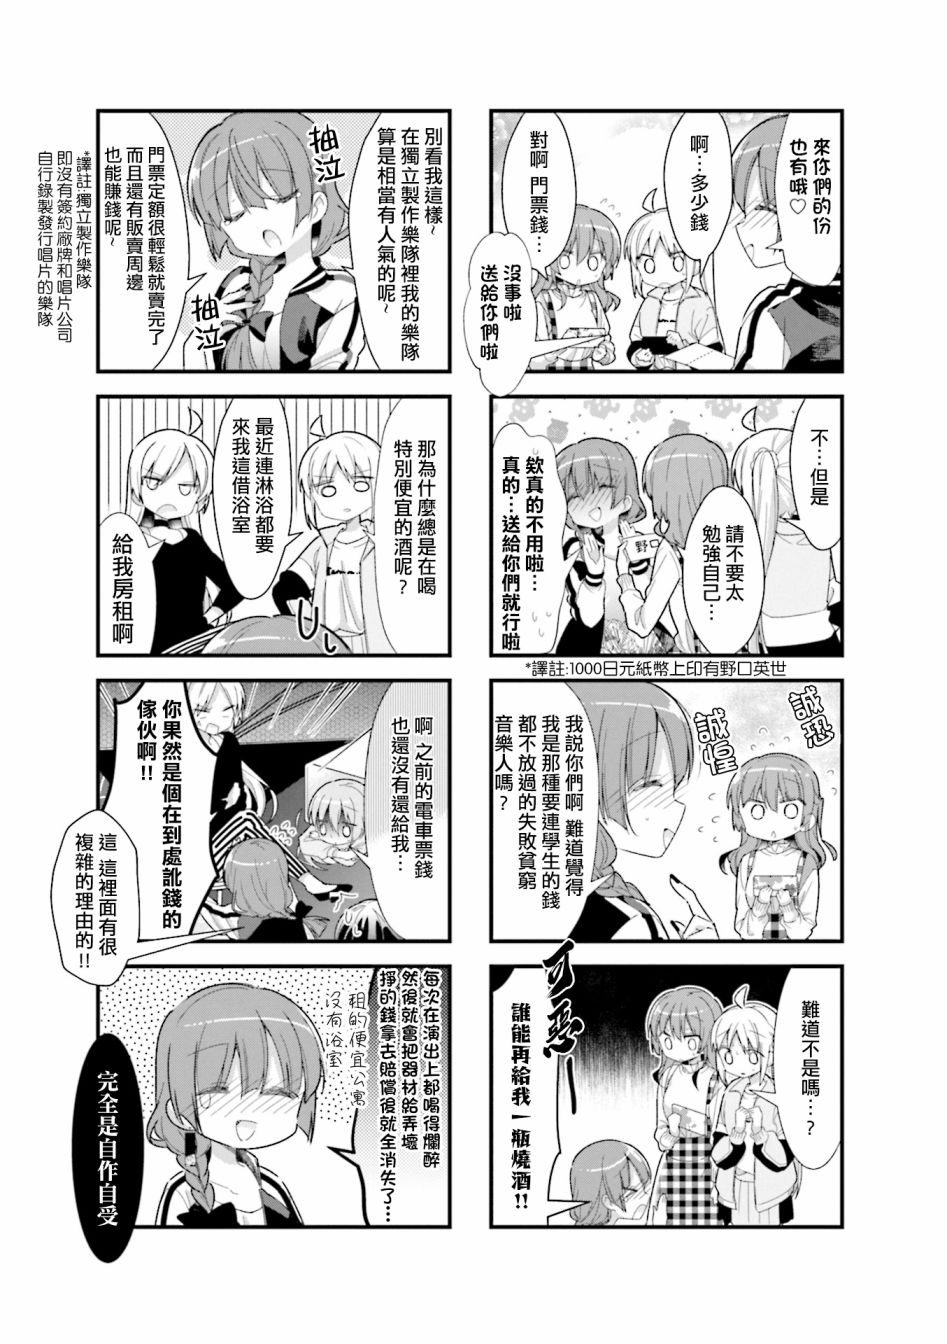 來你們的份
也有哦♡
啊…多少錢
對啊 門票錢…
沒事啦
送給你們啦
不…但是
請不要太
勉強自己…
野口
欸真的不用啦…
真的…送給你們就行啦
*譯註:1000日元紙幣上印有野口英世
誠恐
誠惶
我說你們啊 難道覺得
我是那種要連學生的錢
都不放過的失敗貧窮
音樂人嗎？
難道不是嗎…？
可惡
誰能再給我一瓶燒酒!!
別看我這樣~
在獨立製作樂隊裡我的樂隊
算是相當有人氣的呢~
抽泣
抽泣
門票定額很輕鬆就賣完了
而且還有販賣周邊
也能賺錢呢~
*譯註:獨立製作樂隊
即沒有簽約廠牌和唱片公司
自行錄製發行唱片的樂隊
那為什麼總是在喝
特別便宜的酒呢？
最近連淋浴都要
來我這借浴室
給我房租啊
啊 之前的電車票錢
也還沒有還給我…
你果然是個在到處訛錢的
傢伙啊!!
這 這裡面有很
複雜的理由的!!
每次在演出上都喝得爛醉
然後就會把器材給弄壞
掙的錢拿去賠償後就全消失了…
租的便宜公寓
沒有浴室
完全是自作自受